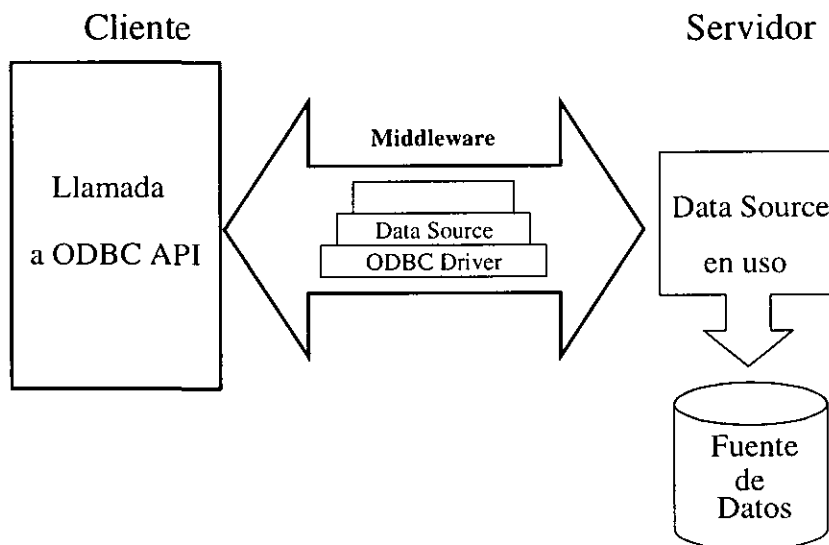 Cliente
Servidor
Middleware
Llamada
a ODBC API
Data Source
ODBC Driver
Data Source
en uso
Fuente
de
Datos